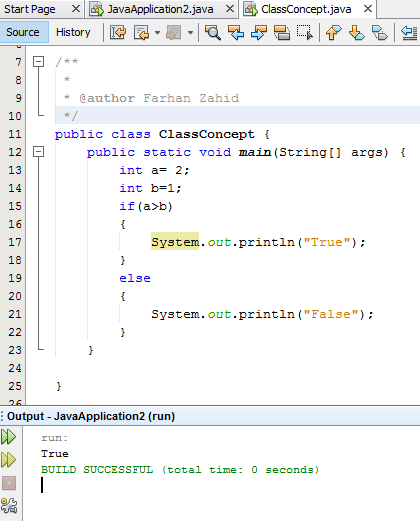 Start Page JavaApplication2.java ClassConcept.java
Source History
7 /**
8 *
9 * @author Farhan Zahid
10 */
11 public class ClassConcept {
12 public static void main(String[] args) {
13 int a= 2;
14 int b=1;
15 if(a>b)
16 {
17 System.out.println("True");
18 }
19 else
20 {
21 System.out.println("False");
22 }
23 }
24
25 }
Output - JavaApplication2 (run)
run:
True
BUILD SUCCESSFUL (total time: 0 seconds)